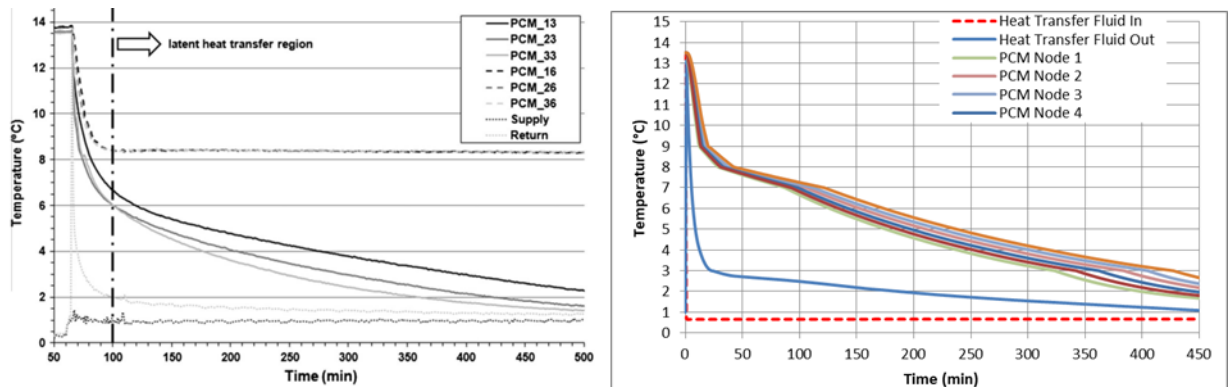 14
12
10
8
6
4
2
0
Temperature (°C)
50
100
150
200
250
300
350
400
450
500
Time (min)
latent heat transfer region
PCM_13
PCM_23
PCM_33
PCM_16
PCM_26
PCM_36
Supply
Return
15
14
13
12
11
10
9
8
7
6
5
4
3
2
1
0
Temperature (°C)
0
50
100
150
200
250
300
350
400
450
Time (min)
Heat Transfer Fluid In
Heat Transfer Fluid Out
PCM Node 1
PCM Node 2
PCM Node 3
PCM Node 4